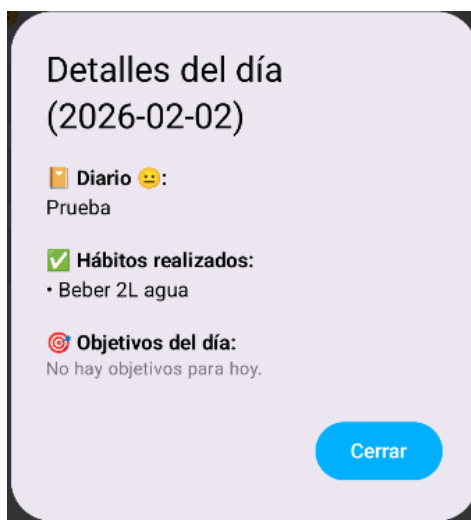 Detalles del día
(2026-02-02)
📔 Diario 😐:
Prueba
✅ Hábitos realizados:
• Beber 2L agua
🎯 Objetivos del día:
No hay objetivos para hoy.
Cerrar